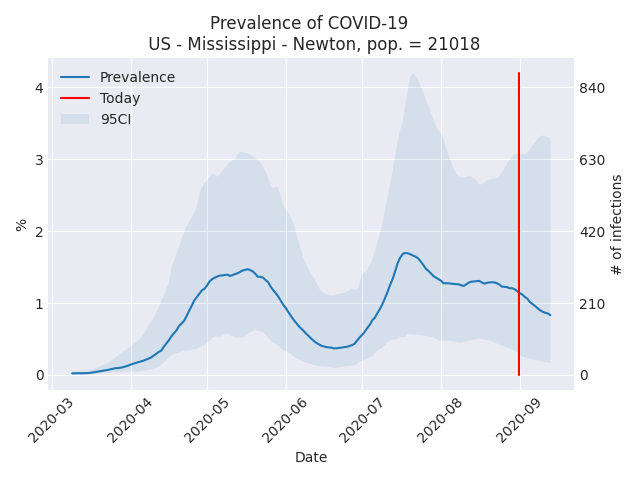 Prevalence of COVID-19
US - Mississippi - Newton, pop. = 21018
Prevalence
Today
95CI
4
3
2
1
0
%
840
630
420
210
0
# of infections
2020-03
2020-04
2020-05
2020-06
2020-07
2020-08
2020-09
Date